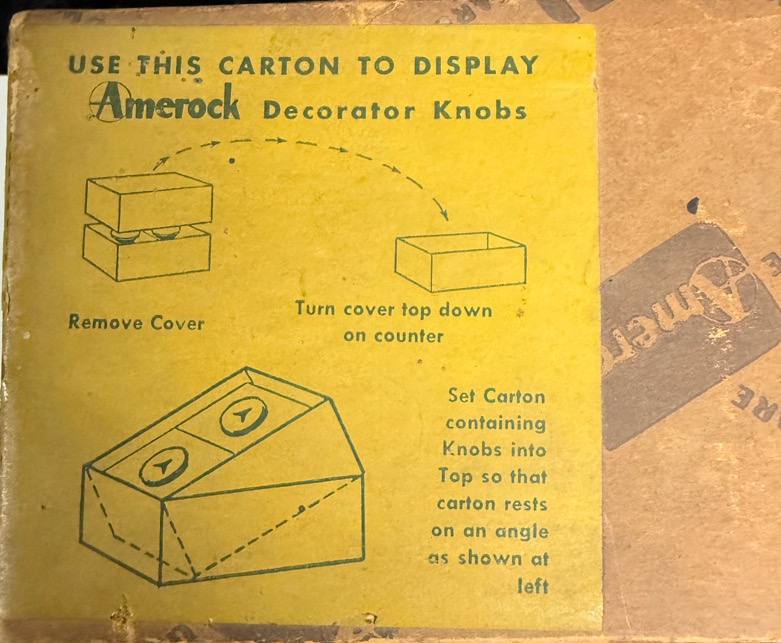 USE THIS CARTON TO DISPLAY
Amerock Decorator Knobs
Remove Cover
Turn cover top down
on counter
Set Carton
containing
Knobs into
Top so that
carton rests
on an angle
as shown at
left